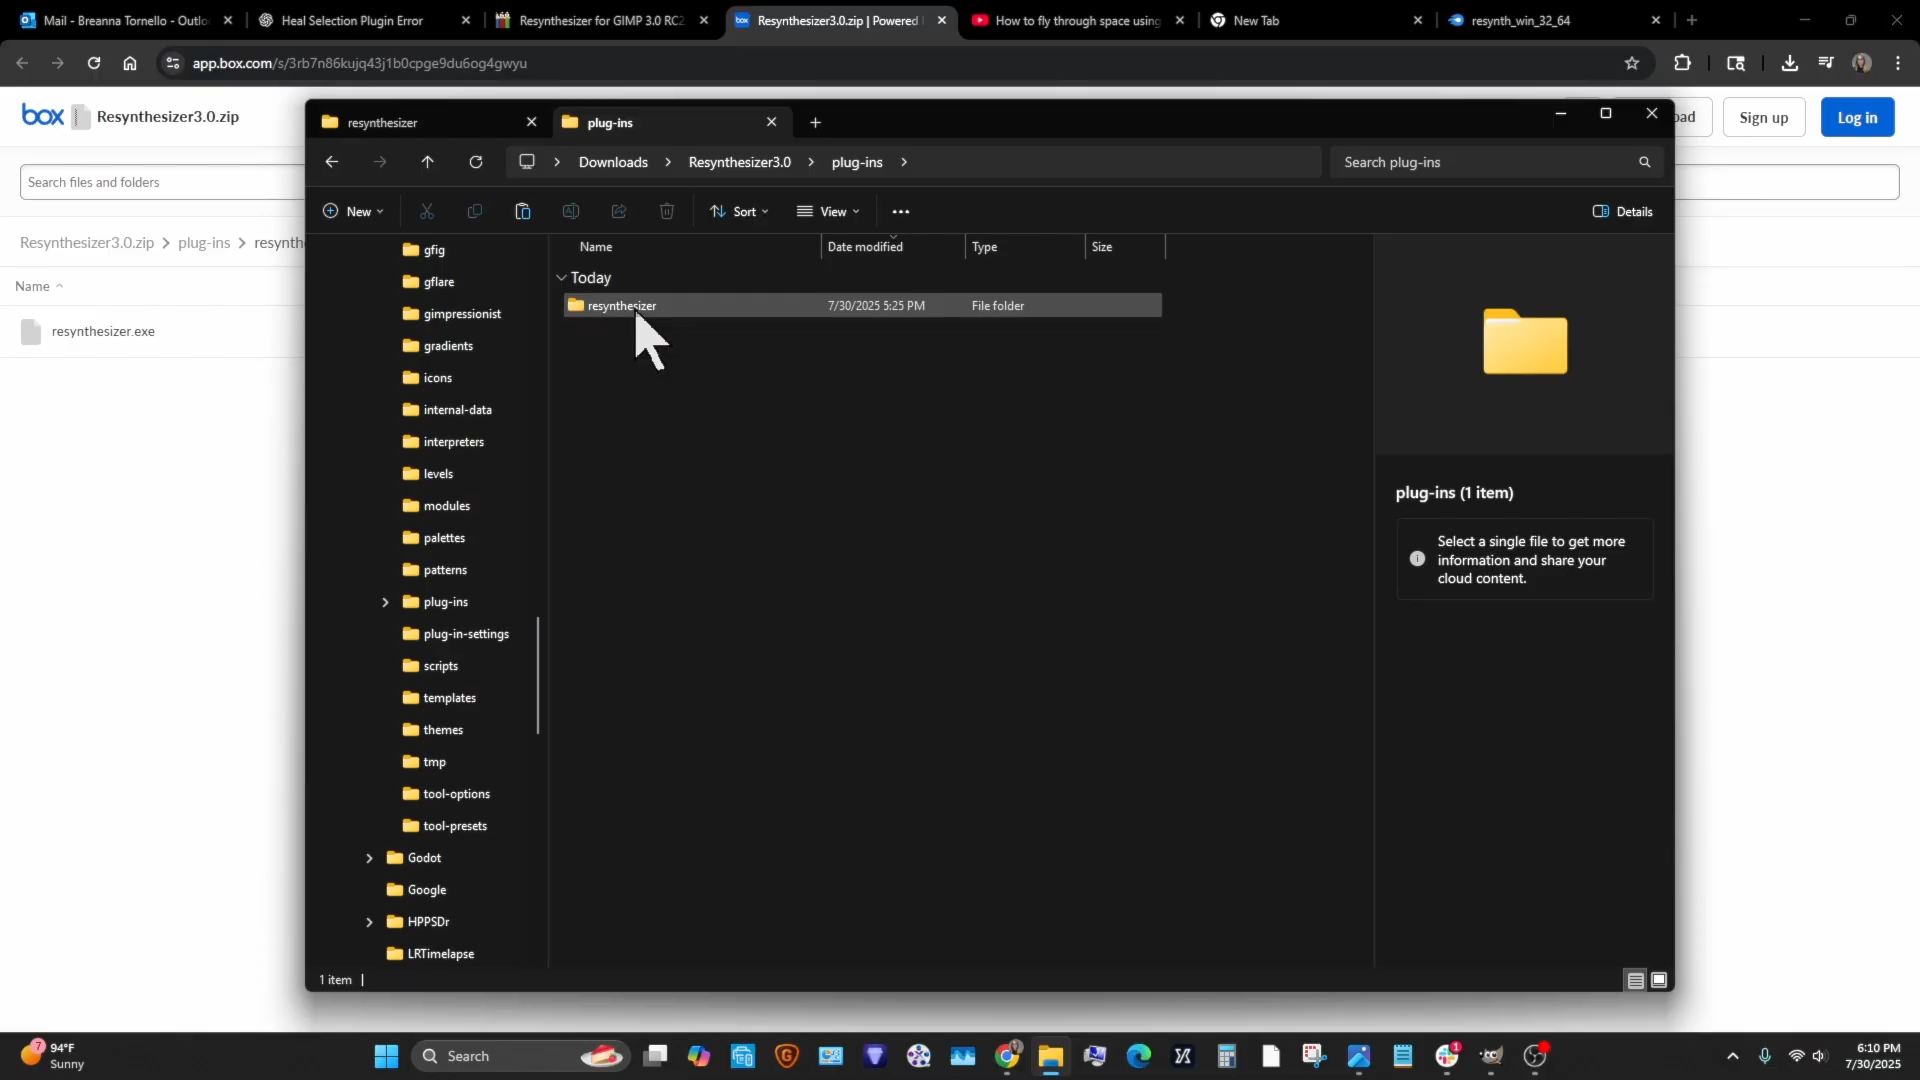 Mail - Breanna Tornello - Outlo
Heal Selection Plugin Error
Resynthesizer for GIMP 3.0 RC2
Resynthesizer3.0.zip | Powered
How to fly through space using
New Tab
resynth_win_32_64
app.box.com/s/3rb7n86kujq43j1b0cpge9du6og4gwyu
box
Resynthesizer3.0.zip
oad
Sign up
Log in
Search files and folders
Resynthesizer3.0.zip > plug-ins > resynth
Name
resynthesizer.exe
resynthesizer
plug-ins
Downloads > Resynthesizer3.0 > plug-ins >
Search plug-ins
New
Sort
View
Details
gfig
gflare
gimpressionist
gradients
icons
internal-data
interpreters
levels
modules
palettes
patterns
plug-ins
plug-in-settings
scripts
templates
themes
tmp
tool-options
tool-presets
Godot
Google
HPPSDr
LRTimelapse
Name Date modified Type Size
Today
resynthesizer 7/30/2025 5:25 PM File folder
plug-ins (1 item)
Select a single file to get more
information and share your
cloud content.
1 item
7
94°F
Sunny
Search
1
6:10 PM
7/30/2025